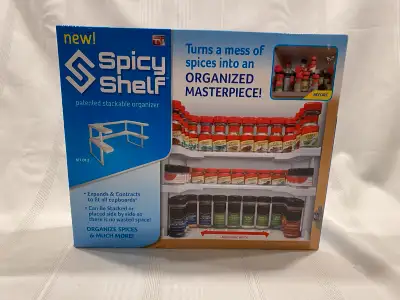 new!
Spicy
Shelf
patented stackable organizer
Turns a mess of
spices into an
ORGANIZED
MASTERPIECE!
BEFORE
• Expands & Contracts
to fit all cupboards*
• Can Be Stacked or
placed side by side so
there is no wasted space!
ORGANIZE SPICES
& MUCH MORE!